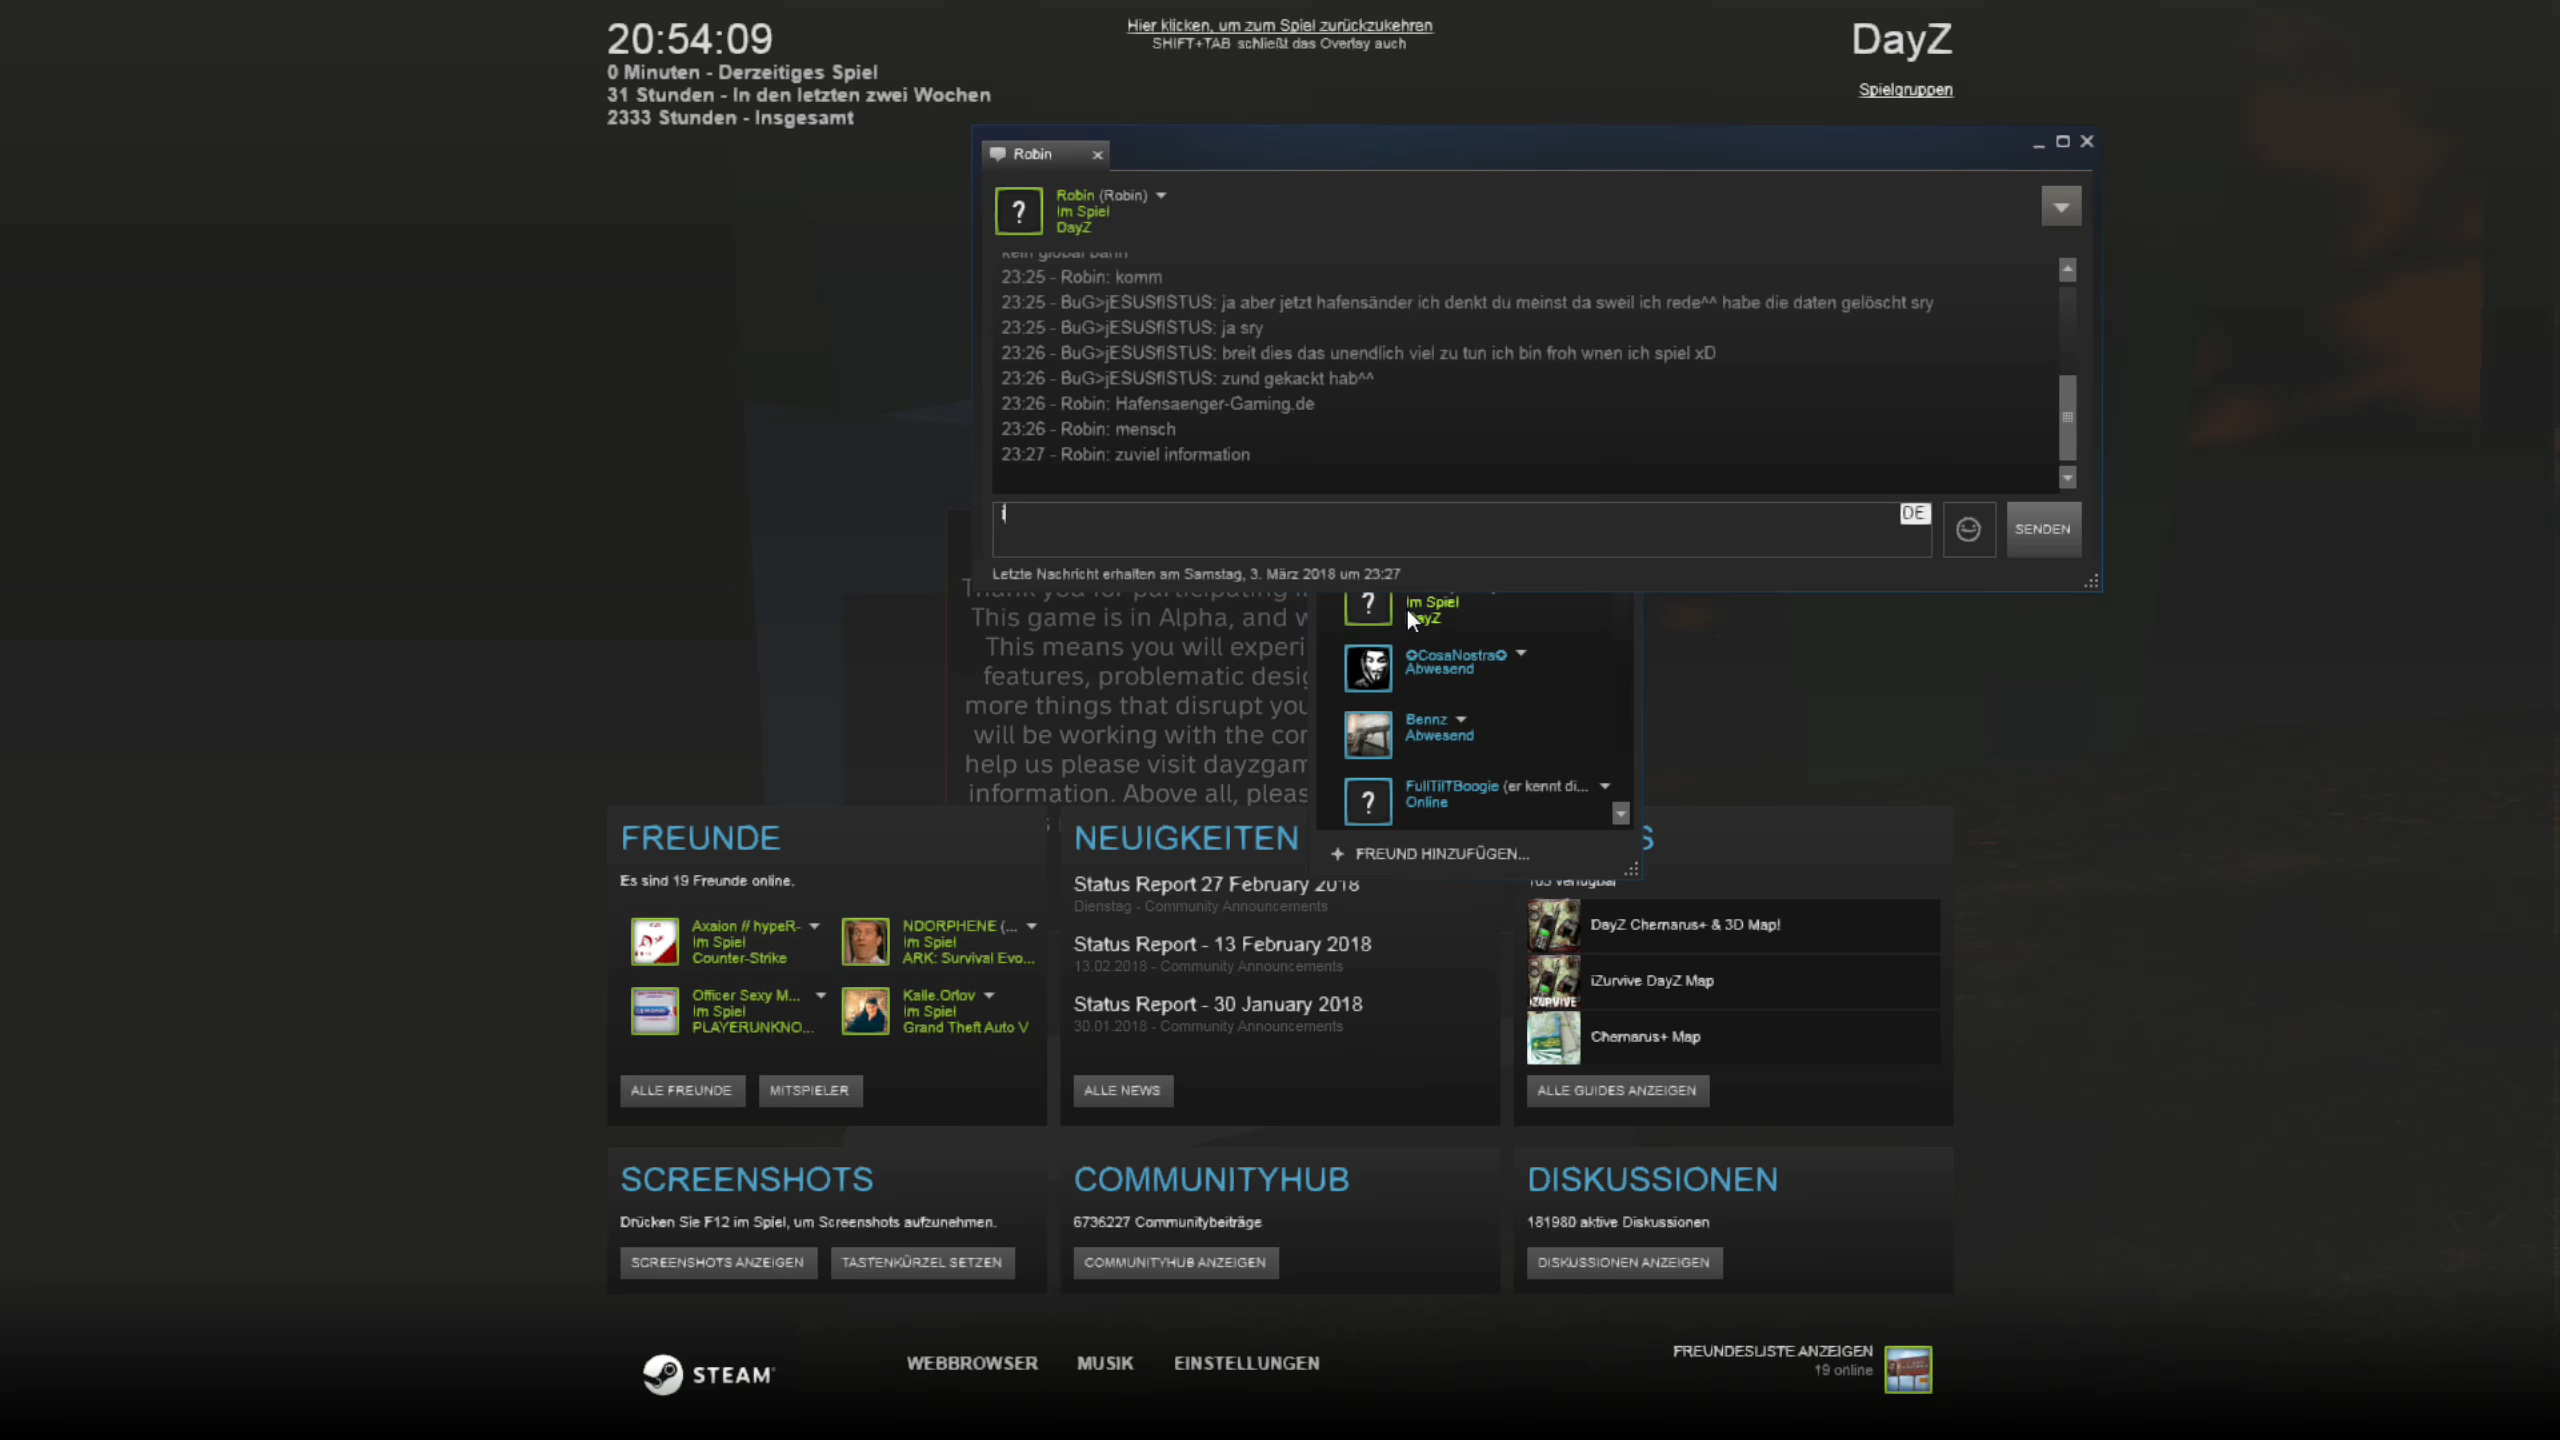 20:54:09
0 Minuten - Derzeitiges Spiel
31 Stunden - In den letzten zwei Wochen
2333 Stunden - Insgesamt
Hier klicken, um zum Spiel zurückzukehren
SHIFT+TAB schließt das Overlay auch
DayZ
Spielgruppen
Robin
Robin (Robin)
Im Spiel
DayZ
kein global bann
23:25 - Robin: komm
23:25 - BuG>jESUSfISTUS: ja aber jetzt hafensänder ich denkt du meinst da sweil ich rede^^ habe die daten gelöscht sry
23:25 - BuG>jESUSfISTUS: ja sry
23:26 - BuG>jESUSfISTUS: breit dies das unendlich viel zu tun ich bin froh wnen ich spiel xD
23:26 - BuG>jESUSfISTUS: zund gekackt hab^^
23:26 - Robin: Hafensaenger-Gaming.de
23:26 - Robin: mensch
23:27 - Robin: zuviel information
DE
SENDEN
Letzte Nachricht erhalten am Samstag, 3. März 2018 um 23:27
Thank you for participating
This game is in Alpha, and
This means you will experi
features, problematic desig
more things that disrupt you
will be working with the
help us please visit dayzgam
information. Above all, pleas
Im Spiel
DayZ
✪CosaNostra✪
Abwesend
Bennz
Abwesend
FullTilTBoogie (er kennt di...
Online
FREUND HINZUFÜGEN...
FREUNDE
Es sind 19 Freunde online.
Axaion // hypeR-
Im Spiel
Counter-Strike
NDORPHENE (...
Im Spiel
ARK: Survival Evo...
Officer Sexy M...
Im Spiel
PLAYERUNKNO...
Kalle.Orlov
Im Spiel
Grand Theft Auto V
ALLE FREUNDE
MITSPIELER
NEUIGKEITEN
Status Report 27 February 2018
Dienstag - Community Announcements
Status Report - 13 February 2018
13.02.2018 - Community Announcements
Status Report - 30 January 2018
30.01.2018 - Community Announcements
ALLE NEWS
S
verfügbar
DayZ Chernarus+ & 3D Map!
iZurvive DayZ Map
Chernarus+ Map
ALLE GUIDES ANZEIGEN
SCREENSHOTS
Drücken Sie F12 im Spiel, um Screenshots aufzunehmen.
SCREENSHOTS ANZEIGEN
TASTENKÜRZEL SETZEN
COMMUNITYHUB
6736227 Communitybeiträge
COMMUNITYHUB ANZEIGEN
DISKUSSIONEN
181980 aktive Diskussionen
DISKUSSIONEN ANZEIGEN
STEAM
WEBBROWSER
MUSIK
EINSTELLUNGEN
FREUNDESLISTE ANZEIGEN
19 online